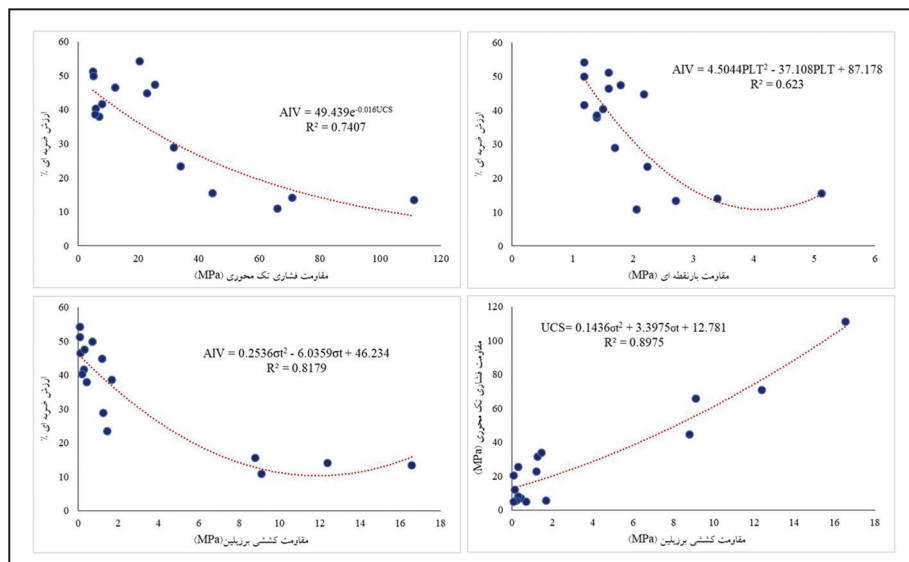 60
50
40
30
20
10
0
ارزش ضربه ای %
AIV = 49.439e^-0.016UCS
R² = 0.7407
0 20 40 60 80 100 120
مقاومت فشاری تک محوری (MPa)
60
50
40
30
20
10
0
ارزش ضربه ای %
AIV = 4.5044PLT² - 37.108PLT + 87.178
R² = 0.623
0 1 2 3 4 5 6
مقاومت بارنقطه ای (MPa)
60
50
40
30
20
10
0
ارزش ضربه ای %
AIV = 0.2536σt² - 6.0359σt + 46.234
R² = 0.8179
0 2 4 6 8 10 12 14 16 18
مقاومت کششی برزیلین(MPa)
120
100
80
60
40
20
0
مقاومت فشاری تک محوری (MPa)
UCS= 0.1436σt² + 3.3975σt + 12.781
R² = 0.8975
0 2 4 6 8 10 12 14 16 18
مقاومت کششی برزیلین (MPa)